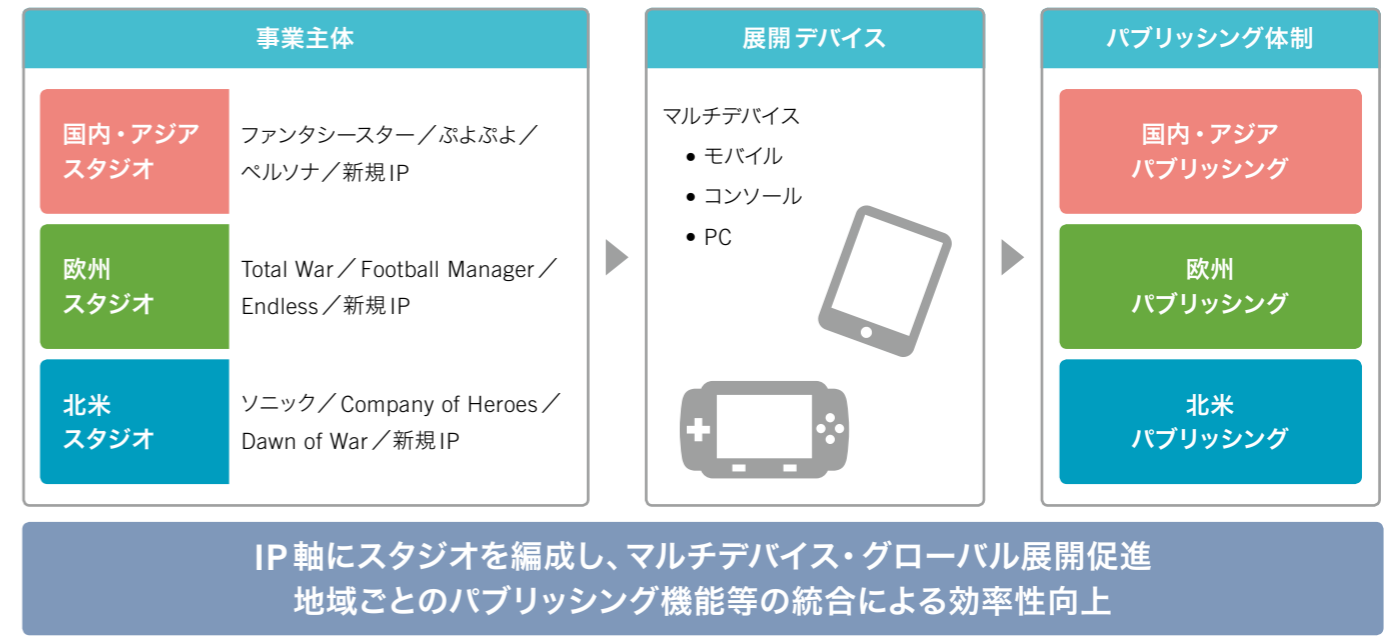 事業主体
国内・アジア
スタジオ
ファンタシースター／ぷよぷよ／
ペルソナ／新規IP
欧州
スタジオ
Total War／Football Manager／
Endless／新規IP
北米
スタジオ
ソニック／Company of Heroes／
Dawn of War／新規IP
展開デバイス
マルチデバイス
• モバイル
• コンソール
• PC
パブリッシング体制
国内・アジア
パブリッシング
欧州
パブリッシング
北米
パブリッシング
IP軸にスタジオを編成し、マルチデバイス・グローバル展開促進
地域ごとのパブリッシング機能等の統合による効率性向上